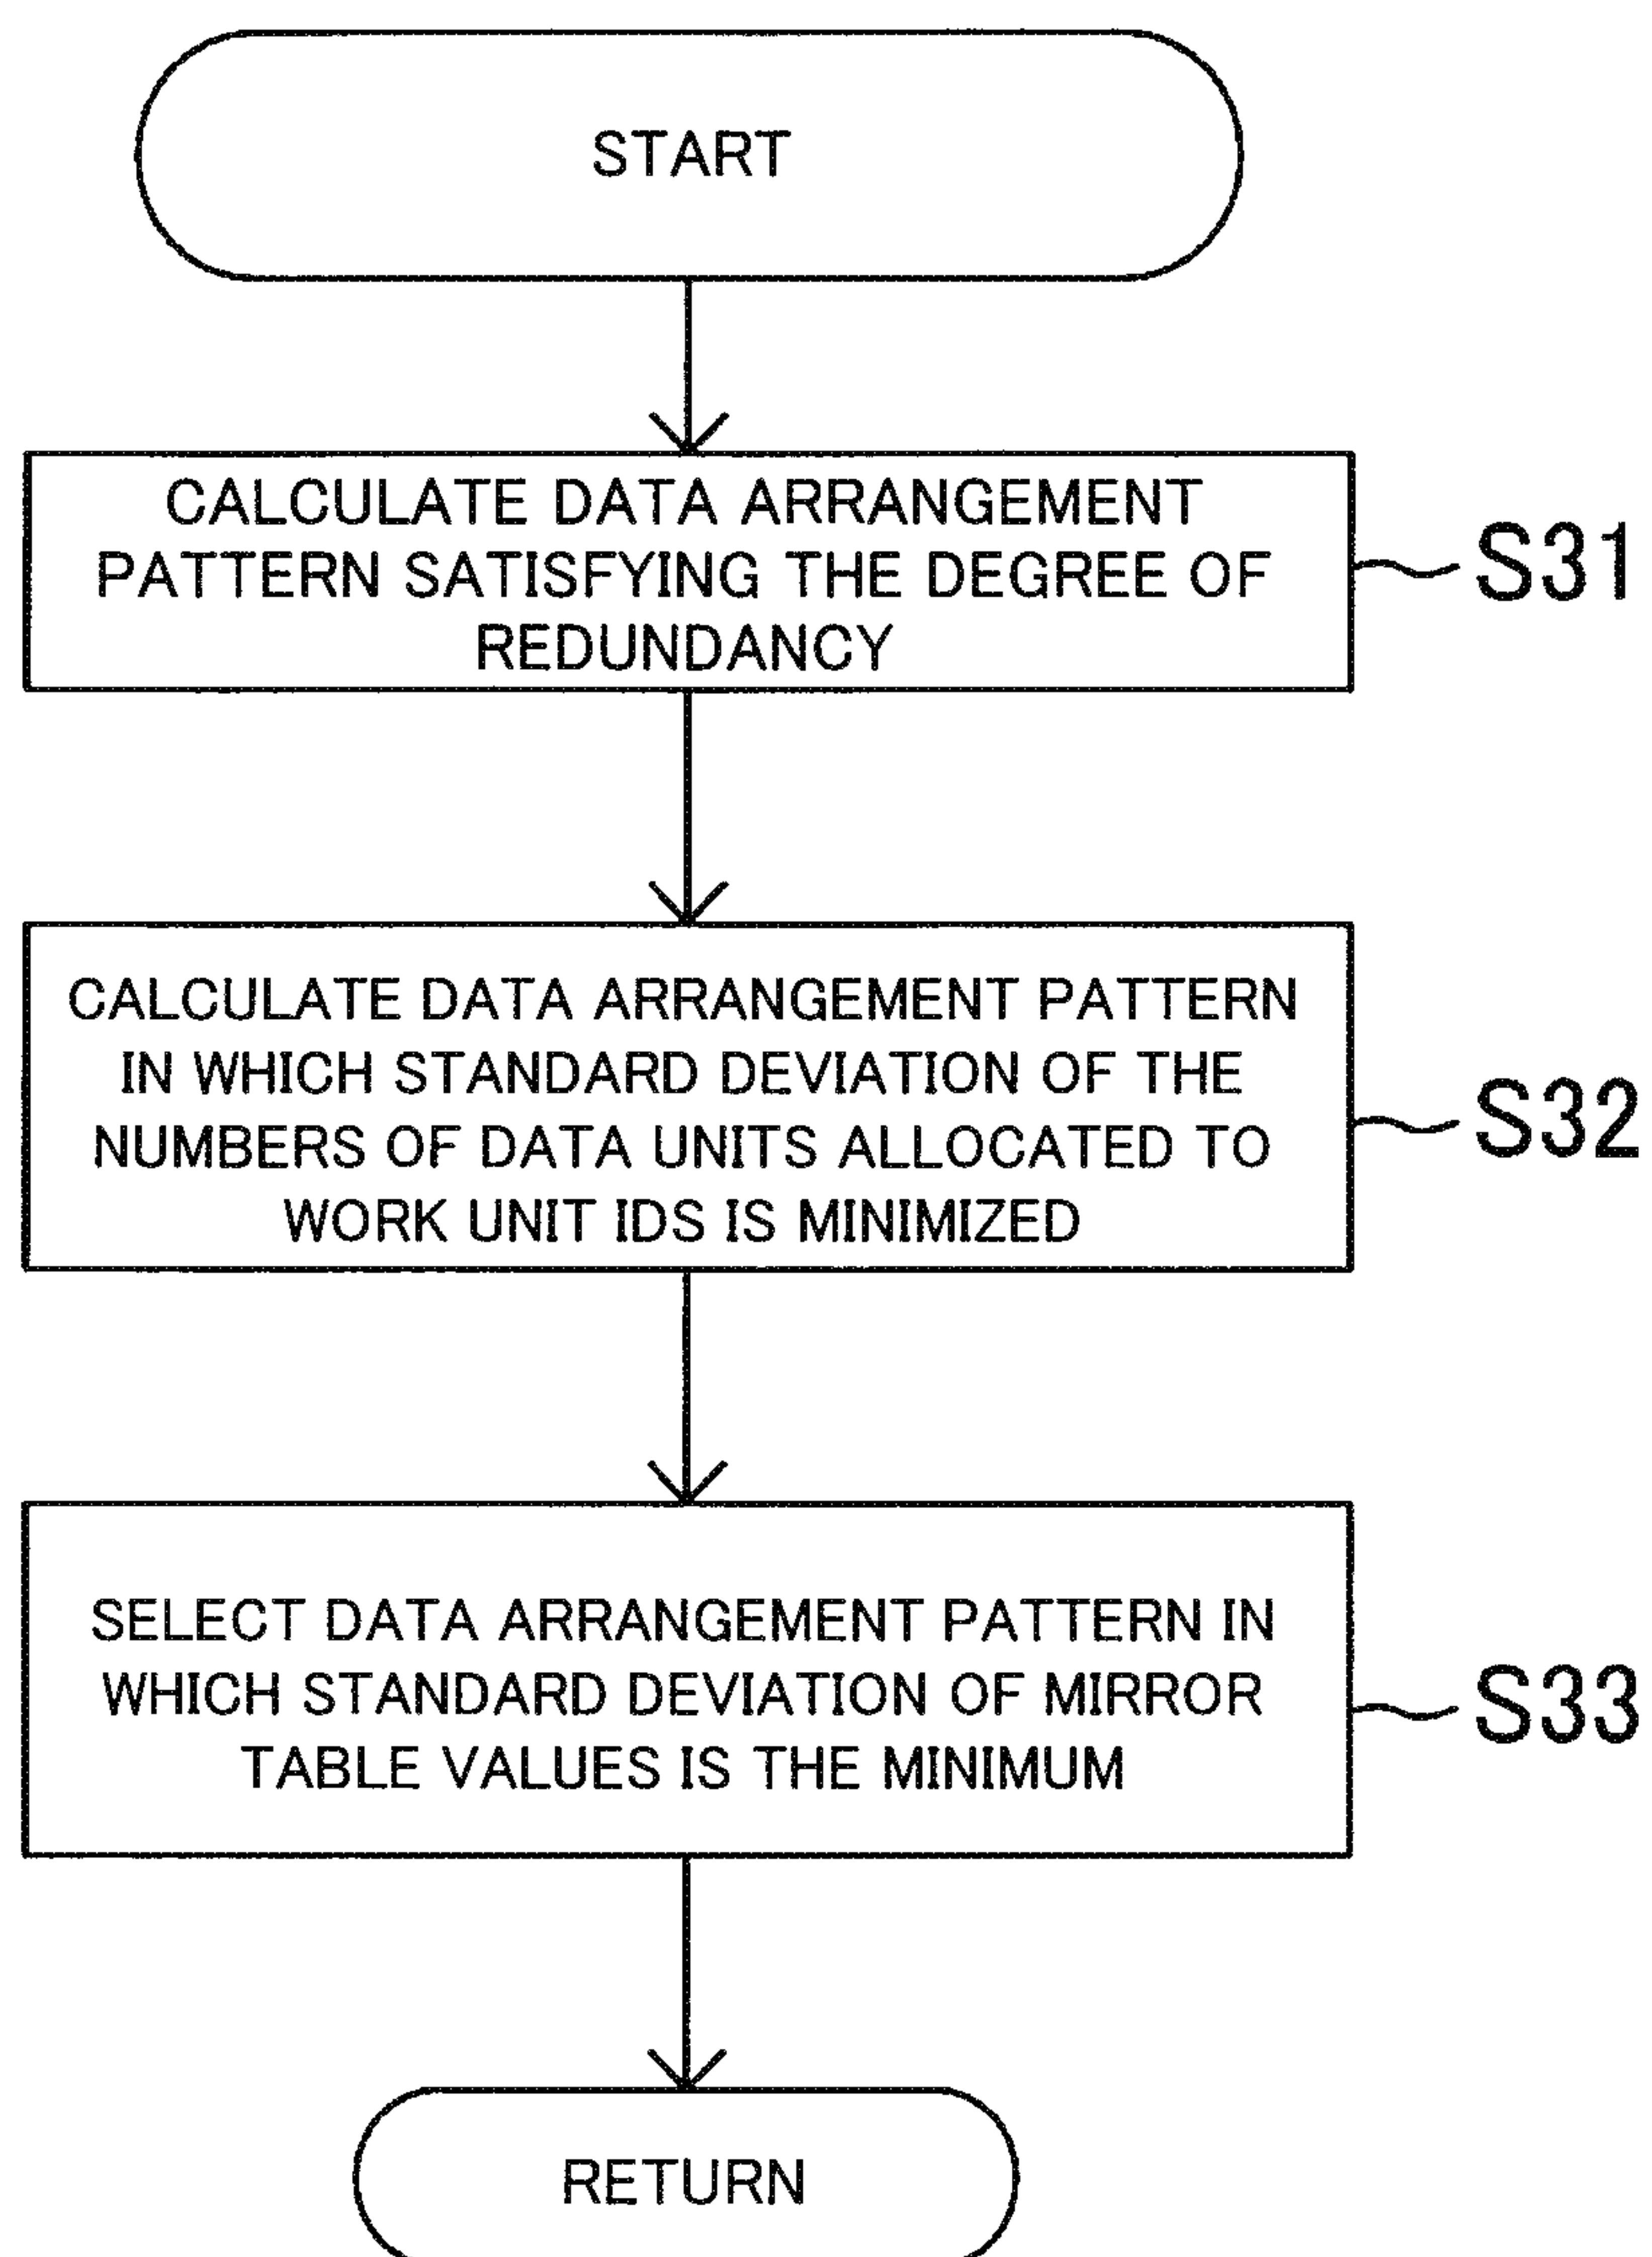 START
CALCULATE DATA ARRANGEMENT
PATTERN SATISFYING THE DEGREE OF
REDUNDANCY
S31
CALCULATE DATA ARRANGEMENT PATTERN
IN WHICH STANDARD DEVIATION OF THE
NUMBERS OF DATA UNITS ALLOCATED TO
WORK UNIT IDS IS MINIMIZED
S32
SELECT DATA ARRANGEMENT PATTERN IN
WHICH STANDARD DEVIATION OF MIRROR
TABLE VALUES IS THE MINIMUM
S33
RETURN